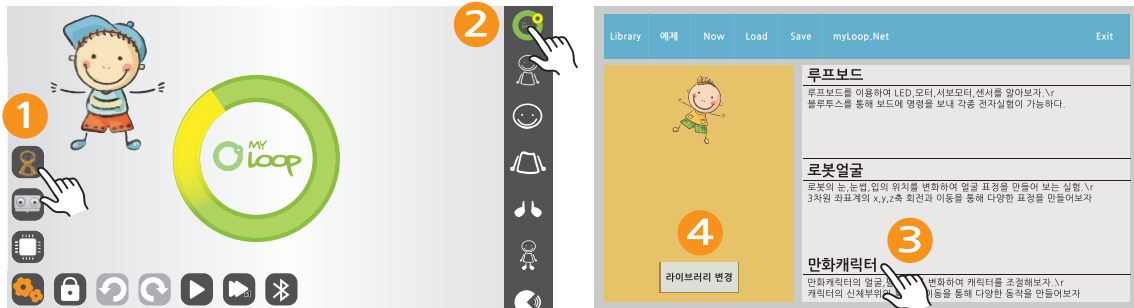 1
2
MY
LOOP
Library 예제 Now Load Save myLoop.Net Exit
루프보드
루프보드를 이용하여 LED,모터,서보모터,센서를 알아보자.\r
블루투스를 통해 보드에 명령을 보내 각종 전자실험이 가능하다.
로봇얼굴
로봇의 눈,눈썹,입의 위치를 변화하여 얼굴 표정을 만들어 보는 실험.\r
3차원 좌표계의 x,y,z축 회전과 이동을 통해 다양한 표정을 만들어보자
4
3
라이브러리 변경
만화캐릭터
만화캐릭터의 얼굴, 변화하여 캐릭터를 조절해보자.\r
캐릭터의 신체부위 이동을 통해 다양한 동작을 만들어보자